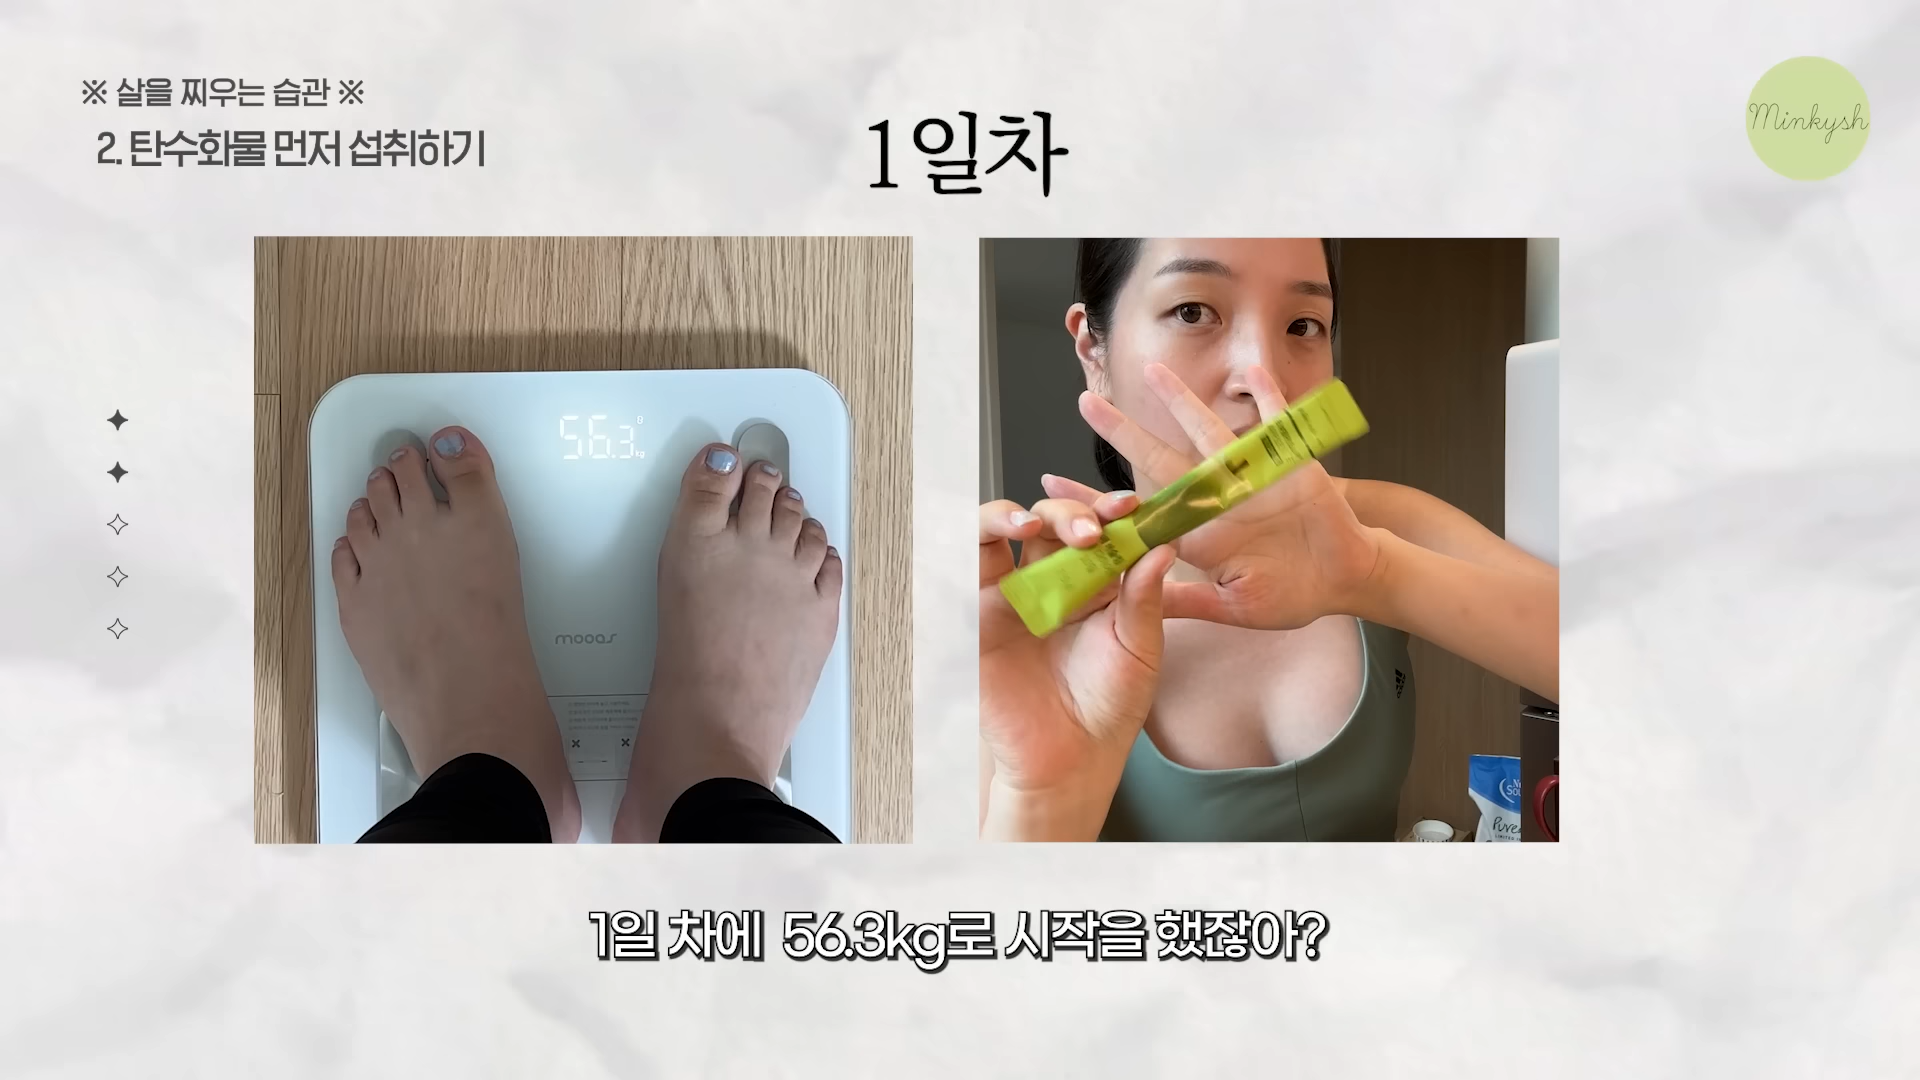 ※ 살을 찌우는 습관 ※
2. 탄수화물 먼저 섭취하기
1일차
Minkysh
56.3
kg
mooas
1일 차에 56.3kg로 시작을 했잖아?